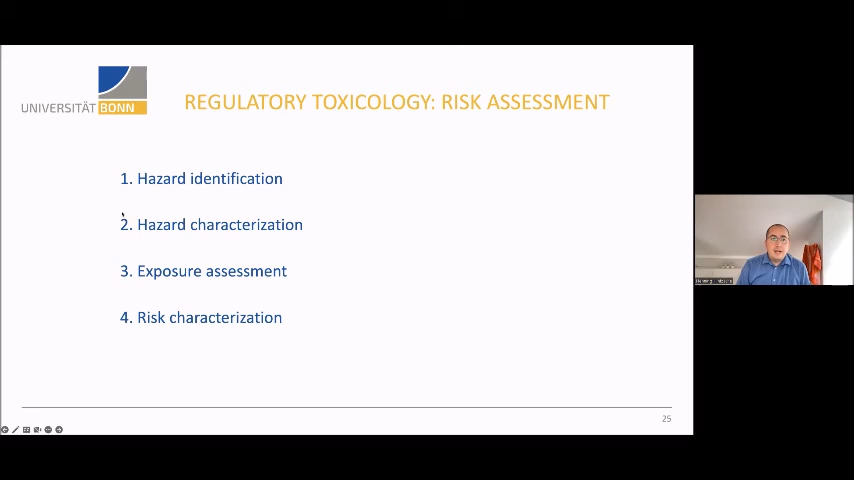 UNIVERSITÄT BONN
REGULATORY TOXICOLOGY: RISK ASSESSMENT
1. Hazard identification
2. Hazard characterization
3. Exposure assessment
4. Risk characterization
25